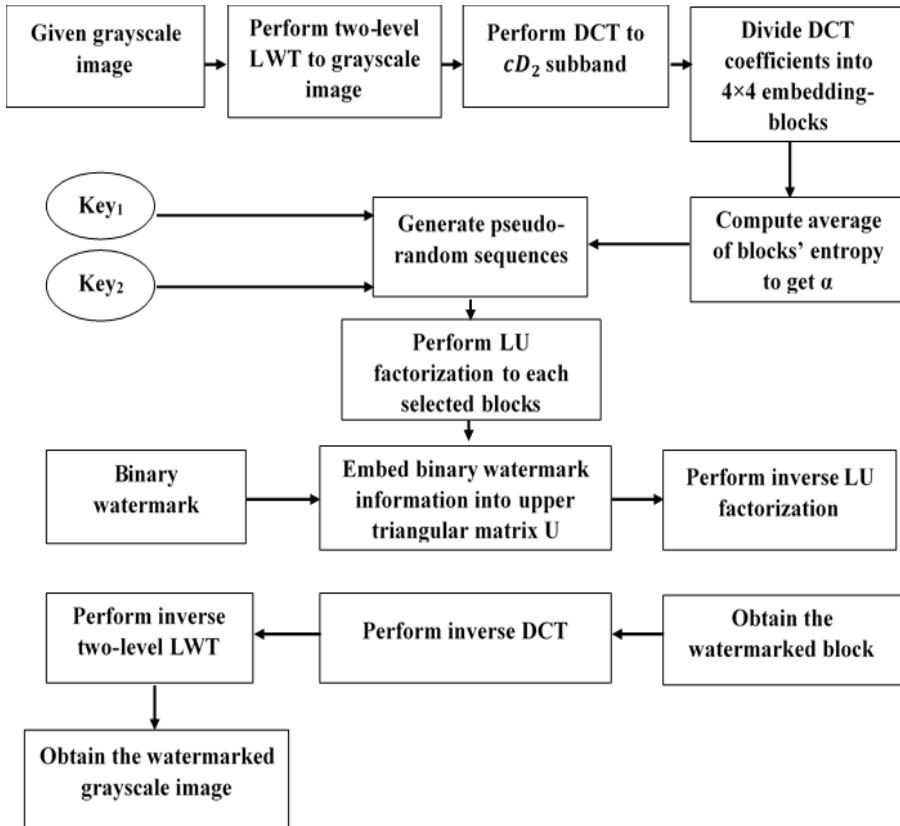 Given grayscale
image
Perform two-level
LWT to grayscale
image
Perform DCT to
cD₂ subband
Divide DCT
coefficients into
4×4 embedding-
blocks
Key₁
Key₂
Generate pseudo-
random sequences
Compute average
of blocks’ entropy
to get α
Perform LU
factorization to each
selected blocks
Binary
watermark
Embed binary watermark
information into upper
triangular matrix U
Perform inverse LU
factorization
Perform inverse
two-level LWT
Perform inverse DCT
Obtain the
watermarked block
Obtain the watermarked
grayscale image